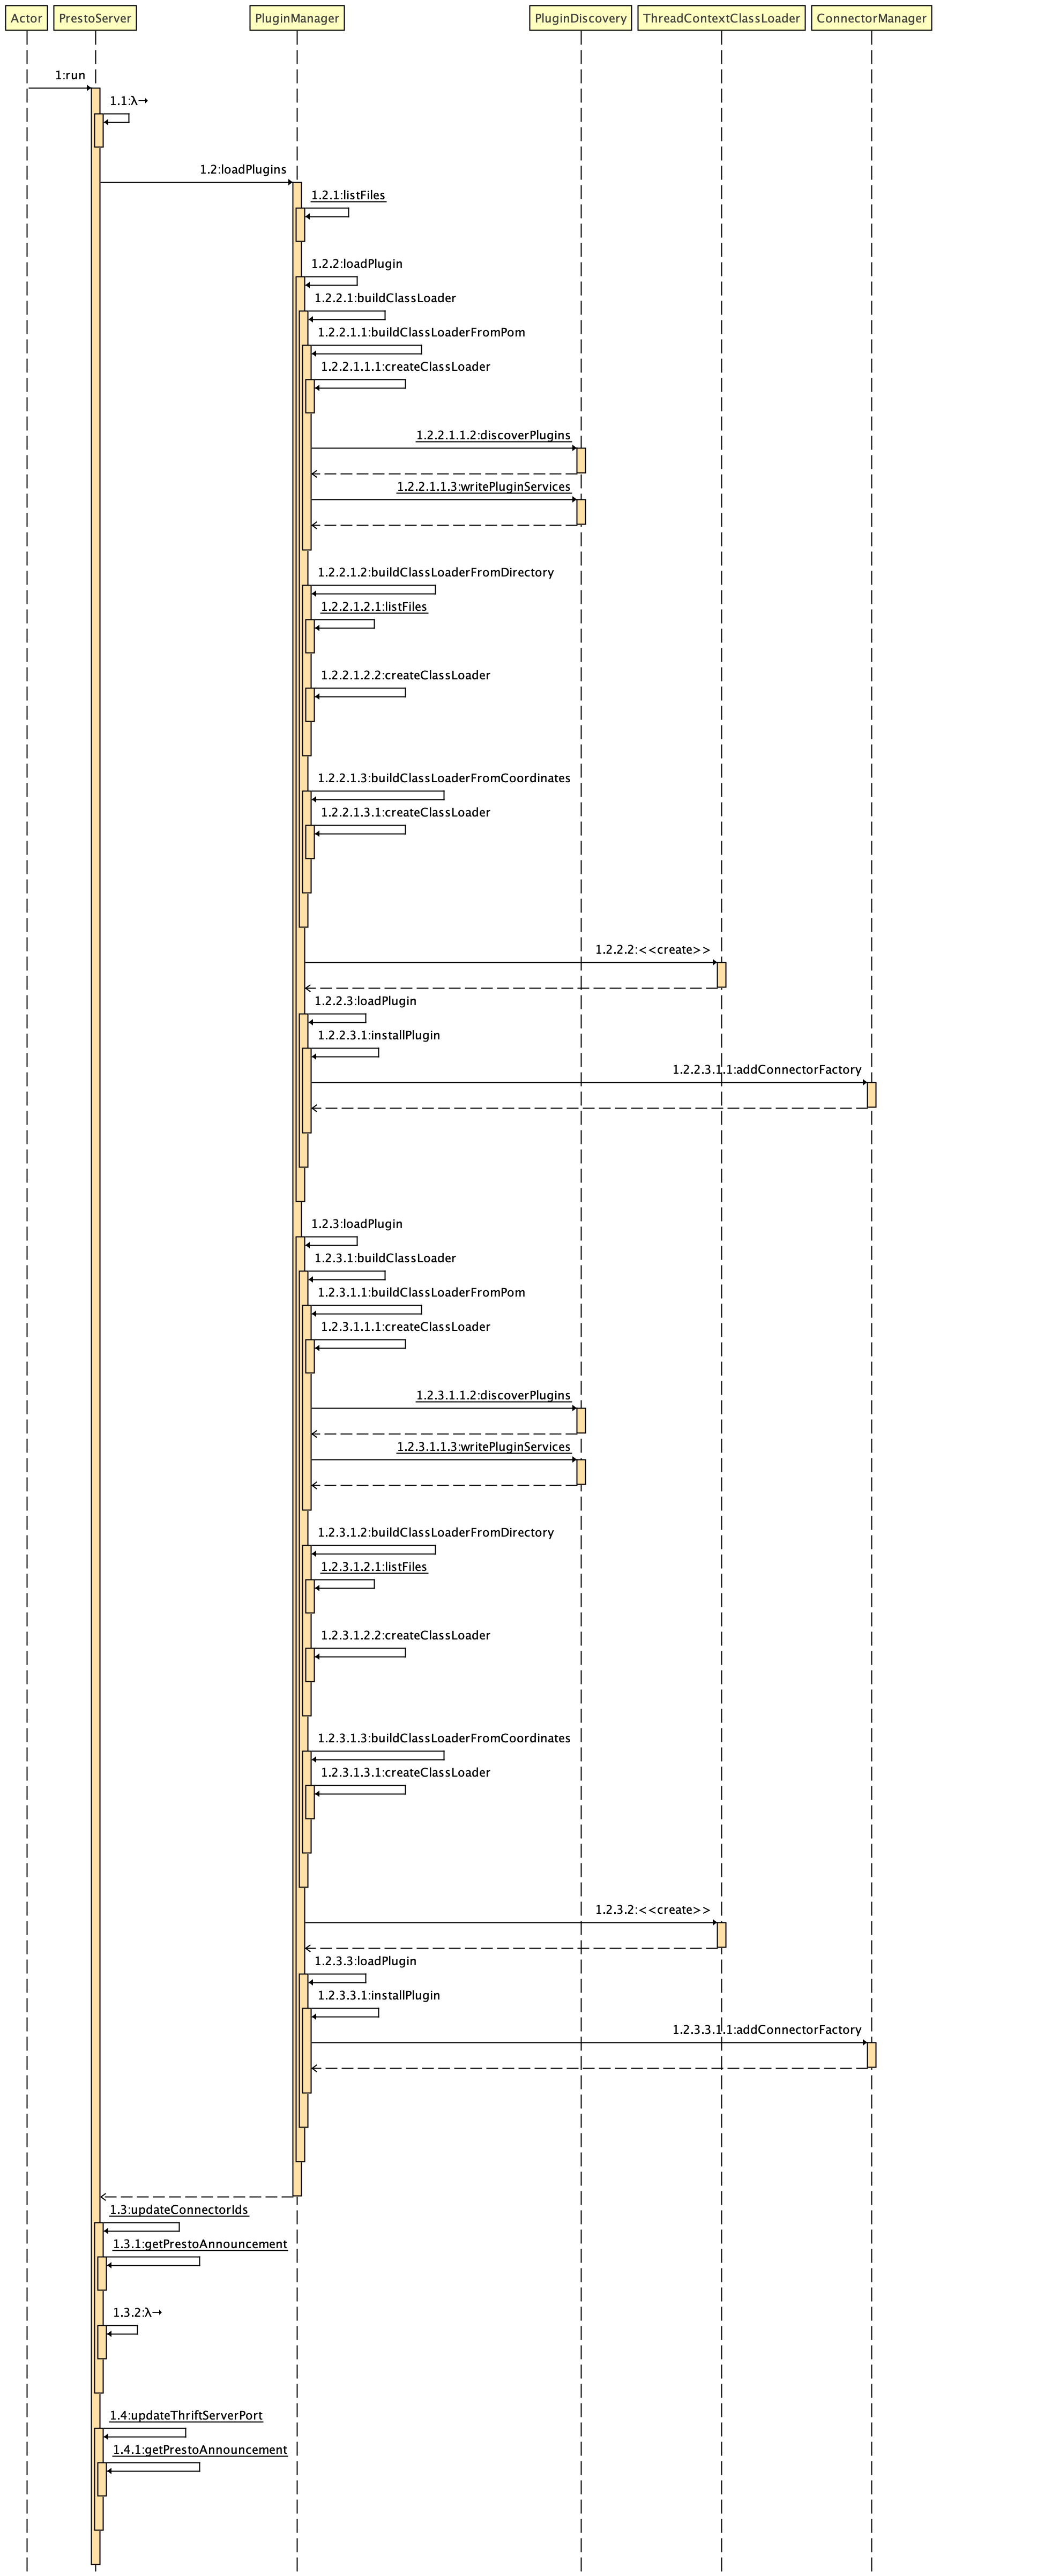 Actor
PrestoServer
PluginManager
PluginDiscovery
ThreadContextClassLoader
ConnectorManager
1:run
1.1:λ→
1.2:loadPlugins
1.2.1:listFiles
1.2.2:loadPlugin
1.2.2.1:buildClassLoader
1.2.2.1.1:buildClassLoaderFromPom
1.2.2.1.1.1:createClassLoader
1.2.2.1.1.2:discoverPlugins
1.2.2.1.1.3:writePluginServices
1.2.2.1.2:buildClassLoaderFromDirectory
1.2.2.1.2.1:listFiles
1.2.2.1.2.2:createClassLoader
1.2.2.1.3:buildClassLoaderFromCoordinates
1.2.2.1.3.1:createClassLoader
1.2.2.2:<<create>>
1.2.2.3:loadPlugin
1.2.2.3.1:installPlugin
1.2.2.3.1.1:addConnectorFactory
1.2.3:loadPlugin
1.2.3.1:buildClassLoader
1.2.3.1.1:buildClassLoaderFromPom
1.2.3.1.1.1:createClassLoader
1.2.3.1.1.2:discoverPlugins
1.2.3.1.1.3:writePluginServices
1.2.3.1.2:buildClassLoaderFromDirectory
1.2.3.1.2.1:listFiles
1.2.3.1.2.2:createClassLoader
1.2.3.1.3:buildClassLoaderFromCoordinates
1.2.3.1.3.1:createClassLoader
1.2.3.2:<<create>>
1.2.3.3:loadPlugin
1.2.3.3.1:installPlugin
1.2.3.3.1.1:addConnectorFactory
1.3:updateConnectorIds
1.3.1:getPrestoAnnouncement
1.3.2:λ→
1.4:updateThriftServerPort
1.4.1:getPrestoAnnouncement